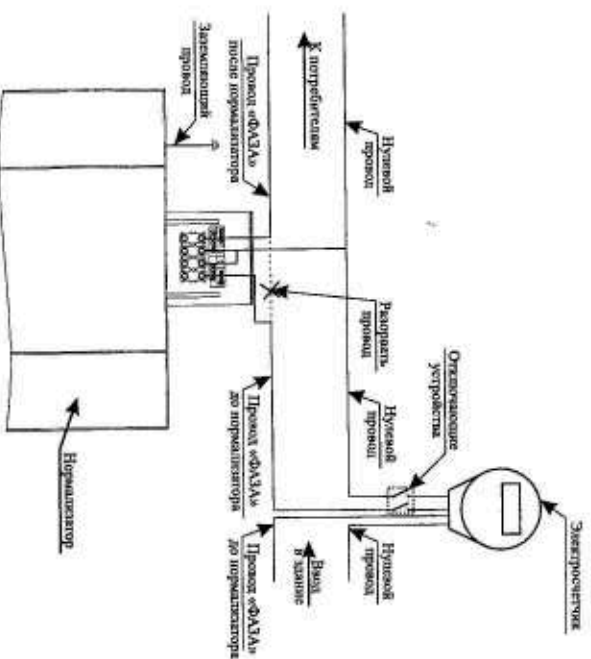 Электросчетчик
Отключающие
устройства
Нулевой
провод
Нулевой
провод
Нулевой
провод
Ввод
в здание
Разорвать
провод
К потребителям
Провод «ФАЗА»
после нормализатора
Провод «ФАЗА»
до нормализатора
Провод «ФАЗА»
до нормализатора
Заземляющий
провод
Нормализатор